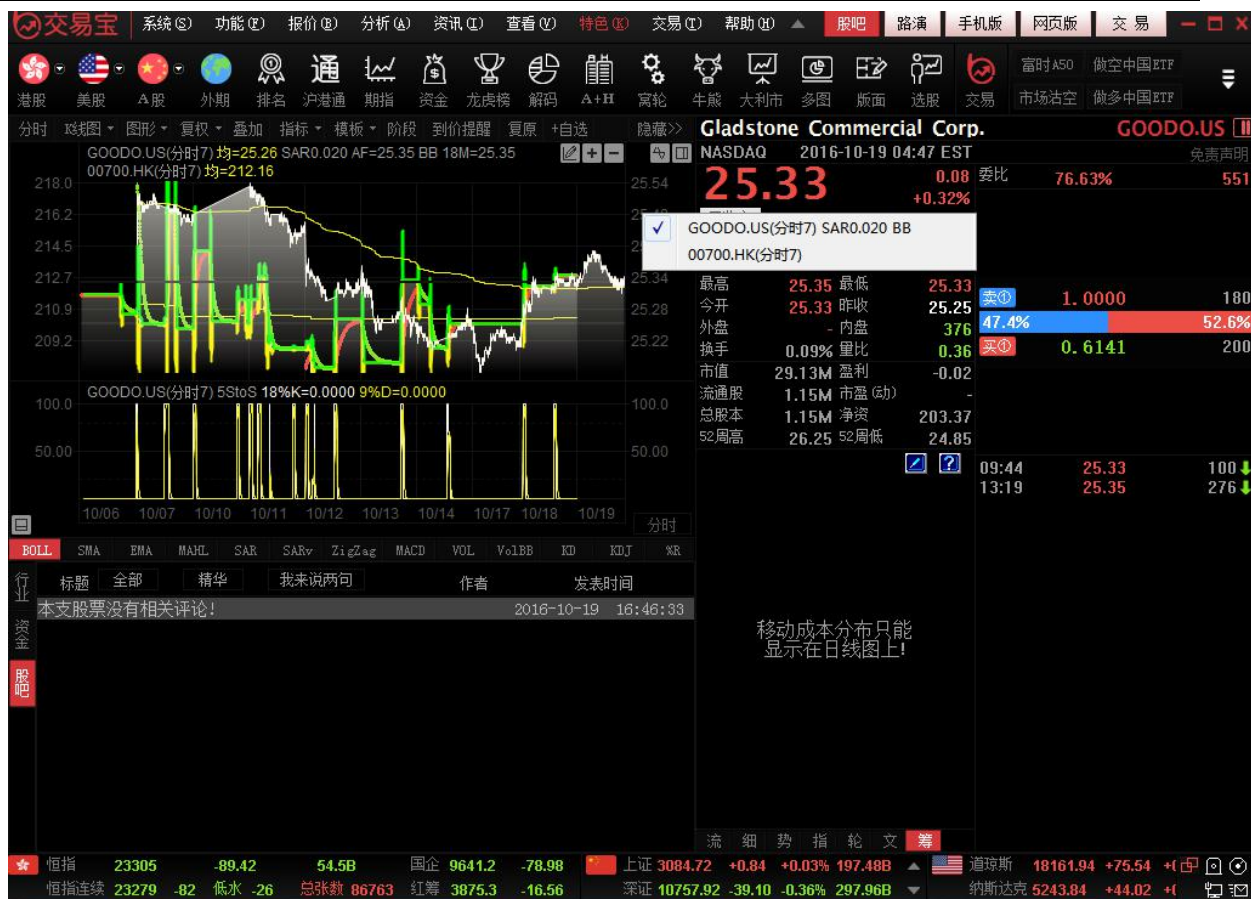 交易宝 系统(S) 功能(F) 报价(B) 分析(A) 资讯(I) 查看(V) 特色(K) 交易(T) 帮助(H) 股吧 路演 手机版 网页版 交 易
富时A50 做空中国ETF
港股 美股 A股 外期 排名 沪港通 期指 资金 龙虎榜 解码 A+H 窝轮 牛熊 大利市 多图 版面 选股 交易 市场沽空 做多中国ETF
分时 K线图 图形 复权 叠加 指标 模板 阶段 到价提醒 复原 +自选 隐藏>>
Gladstone Commercial Corp. GOODO.US
GOODO.US(分时7) 均=25.26 SAR0.020 AF=25.35 BB 18M=25.35
NASDAQ 2016-10-19 04:47 EST 免责声明
00700.HK(分时7) 均=212.16
25.33 0.08 +0.32%
委比 76.63% 551
218.0 25.54
216.2
214.5
212.7 25.34
210.9 25.28
209.2 25.22
GOODO.US(分时7) SAR0.020 BB
00700.HK(分时7)
最高 25.35 最低 25.33
今开 25.33 昨收 25.25
外盘 - 内盘 376
换手 0.09% 量比 0.36
市值 29.13M 盈利 -0.02
流通股 1.15M 市盈(动) -
总股本 1.15M 净资 203.37
52周高 26.25 52周低 24.85
卖① 1.0000 180
47.4% 52.6%
买① 0.6141 200
GOODO.US(分时7) 5StoS 18%K=0.0000 9%D=0.0000
100.0 100.0
50.00 50.00
09:44 25.33 100
13:19 25.35 276
10/06 10/07 10/10 10/11 10/12 10/13 10/14 10/17 10/18 10/19 分时
BOLL SMA EMA MAHL SAR SARv ZigZag MACD VOL VolBB KD KDJ %R
行业
资金
股吧
标题 全部 精华 我来说两句 作者 发表时间
本支股票没有相关评论! 2016-10-19 16:46:33
移动成本分布只能
显示在日线图上!
流 细 势 指 轮 文 筹
恒指 23305 -89.42 54.5B 国企 9641.2 -78.98 上证 3084.72 +0.84 +0.03% 197.48B 道琼斯 18161.94 +75.54
恒指连续 23279 -82 低水 -26 总张数 86763 红筹 3875.3 -16.56 深证 10757.92 -39.10 -0.36% 297.96B 纳斯达克 5243.84 +44.02